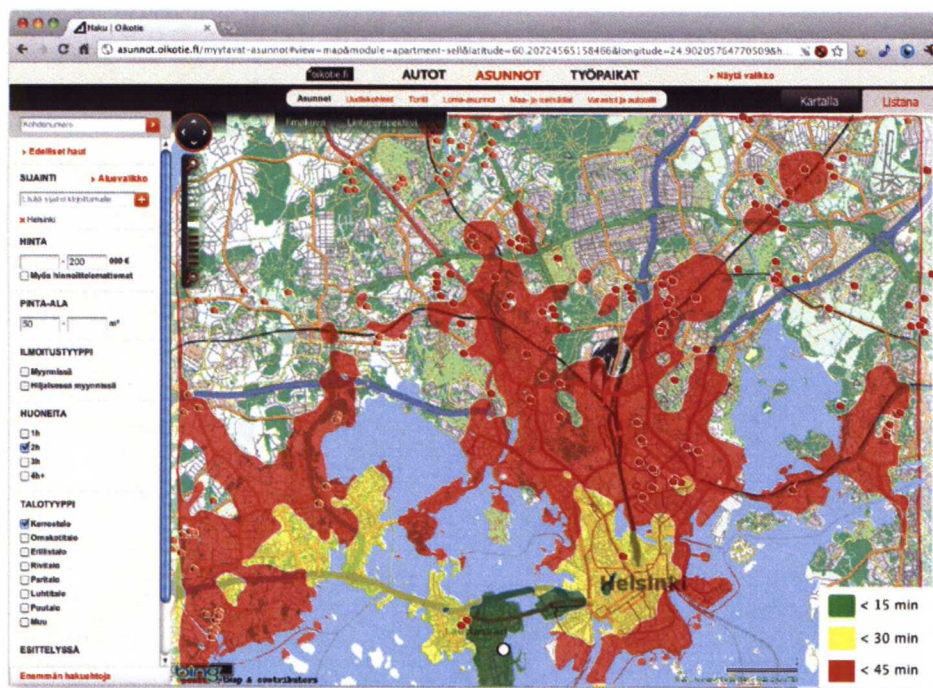 Haku | Oikotie
asunnot.oikotie.fi/myytavat-asunnot#view=map&module=apartment-sell&latitude=60.20724565158466&longitude=24.90205764770509&h...
oikotie.fi AUTOT ASUNNOT TYÖPAIKAT › Näytä valikko
Asunnot Uudiskohteet Tontit Loma-asunnot Maa- ja metsätilat Varastot ja autotallit
Kartalla Listana
Kohdenumero
› Edelliset haut
SIJAINTI › Aluevalikko
x Helsinki
HINTA
- 200 000 €
Myös hinnoittelemattomat
PINTA-ALA
50 - m²
ILMOITUSTYYPPI
Myynnissä
Hiljaisessa myynnissä
HUONEITA
1h
2h
3h
4h+
TALOTYYPPI
Kerrostalo
Omakotitalo
Erillistalo
Rivitalo
Paritalo
Luhtitalo
Puutalo
Muu
ESITTELYSSÄ
Enemmän hakuehtoja
Lintuperspektiivi
Helsinki
Lauttasaari
bing
& contributors
< 15 min
< 30 min
< 45 min